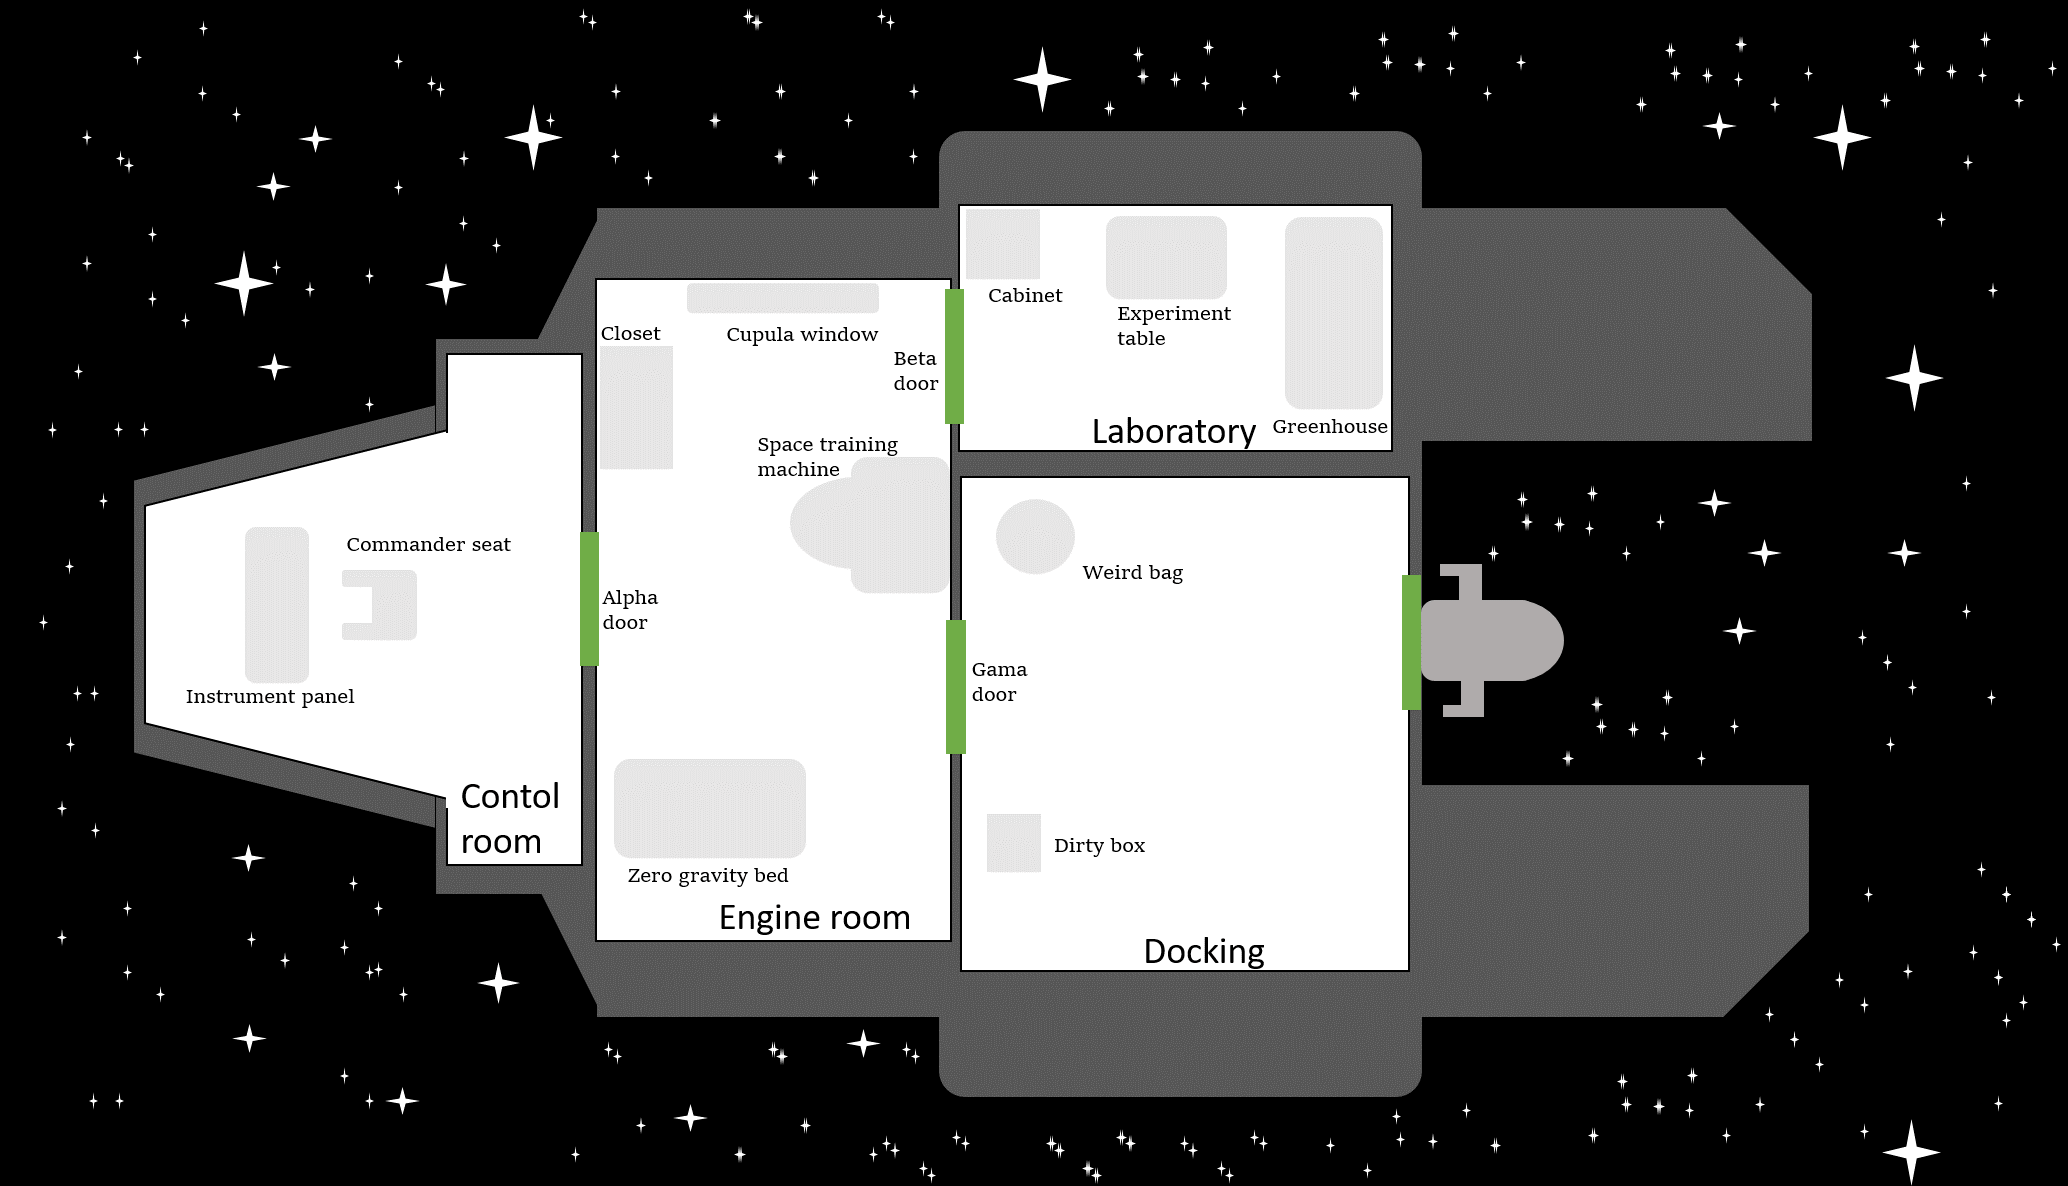 Commander seat
Instrument panel
Contol
room
Closet
Cupula window
Beta
door
Space training
machine
Alpha
door
Zero gravity bed
Engine room
Cabinet
Experiment
table
Laboratory
Greenhouse
Weird bag
Gama
door
Dirty box
Docking